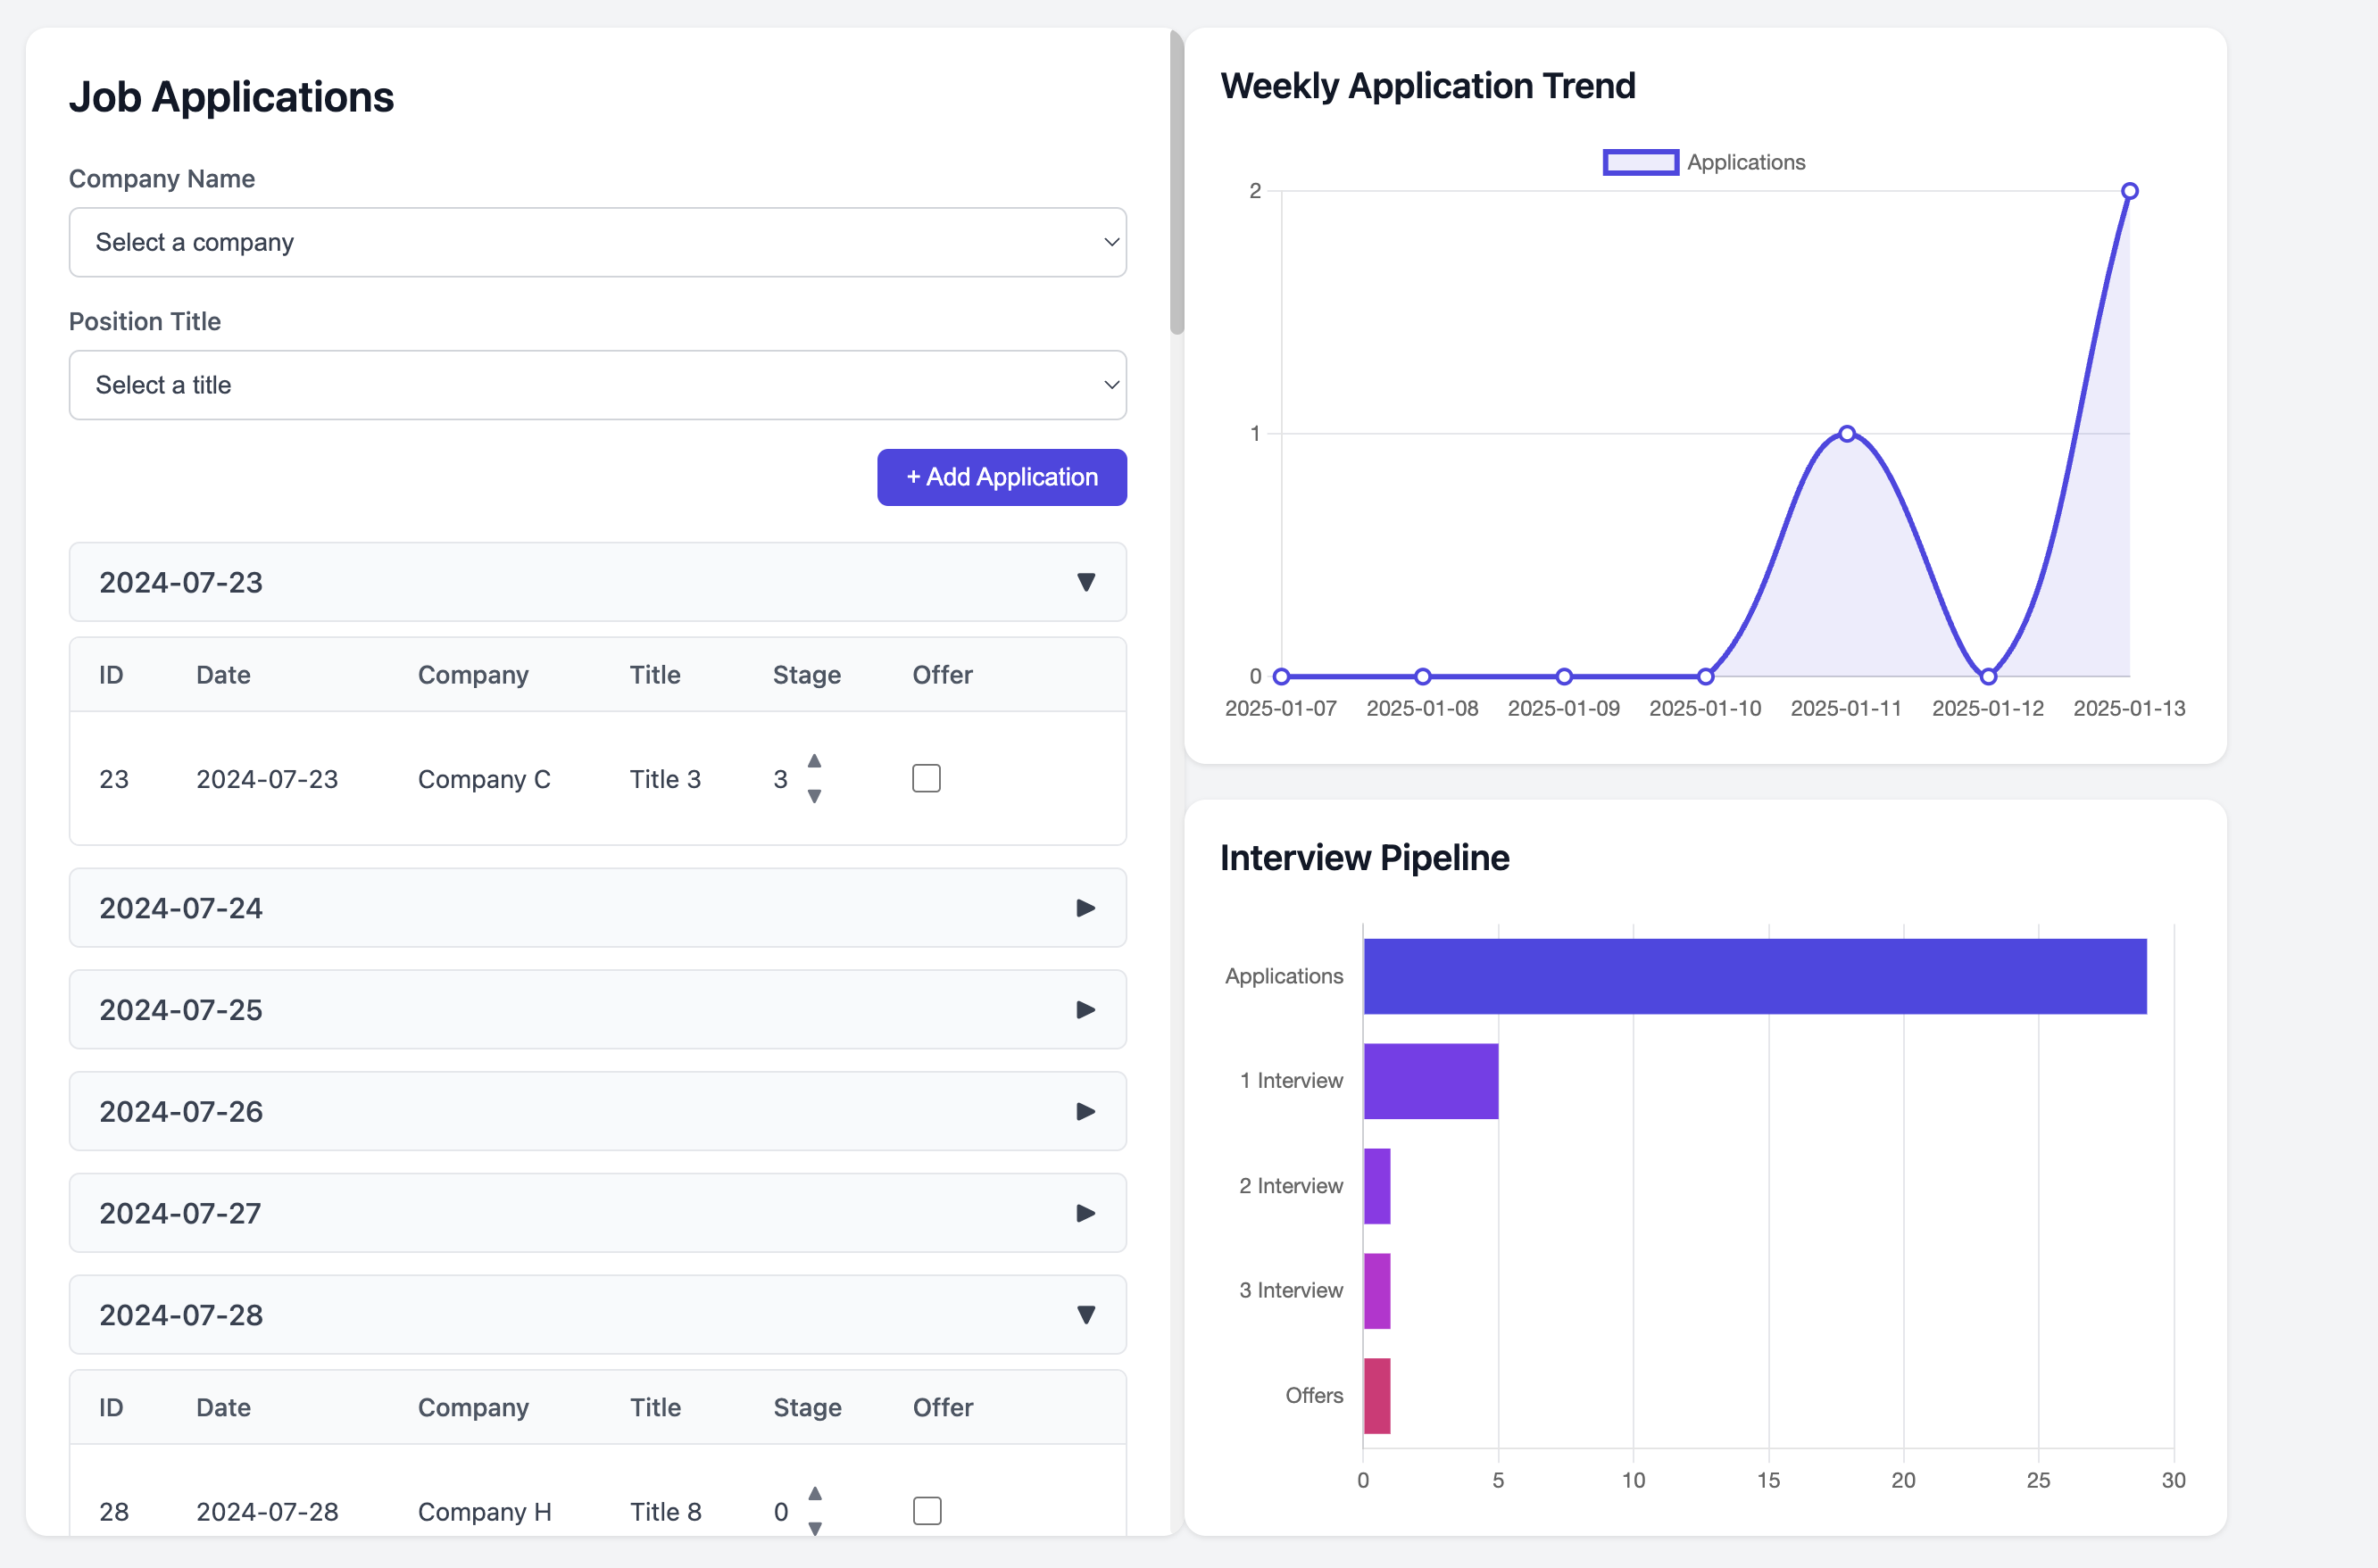 Job Applications
Company Name
Select a company
Position Title
Select a title
+ Add Application
2024-07-23
ID Date Company Title Stage Offer
23 2024-07-23 Company C Title 3 3
2024-07-24
2024-07-25
2024-07-26
2024-07-27
2024-07-28
ID Date Company Title Stage Offer
28 2024-07-28 Company H Title 8 0
Weekly Application Trend
Applications
2
1
0
2025-01-07 2025-01-08 2025-01-09 2025-01-10 2025-01-11 2025-01-12 2025-01-13
Interview Pipeline
Applications
1 Interview
2 Interview
3 Interview
Offers
0 5 10 15 20 25 30